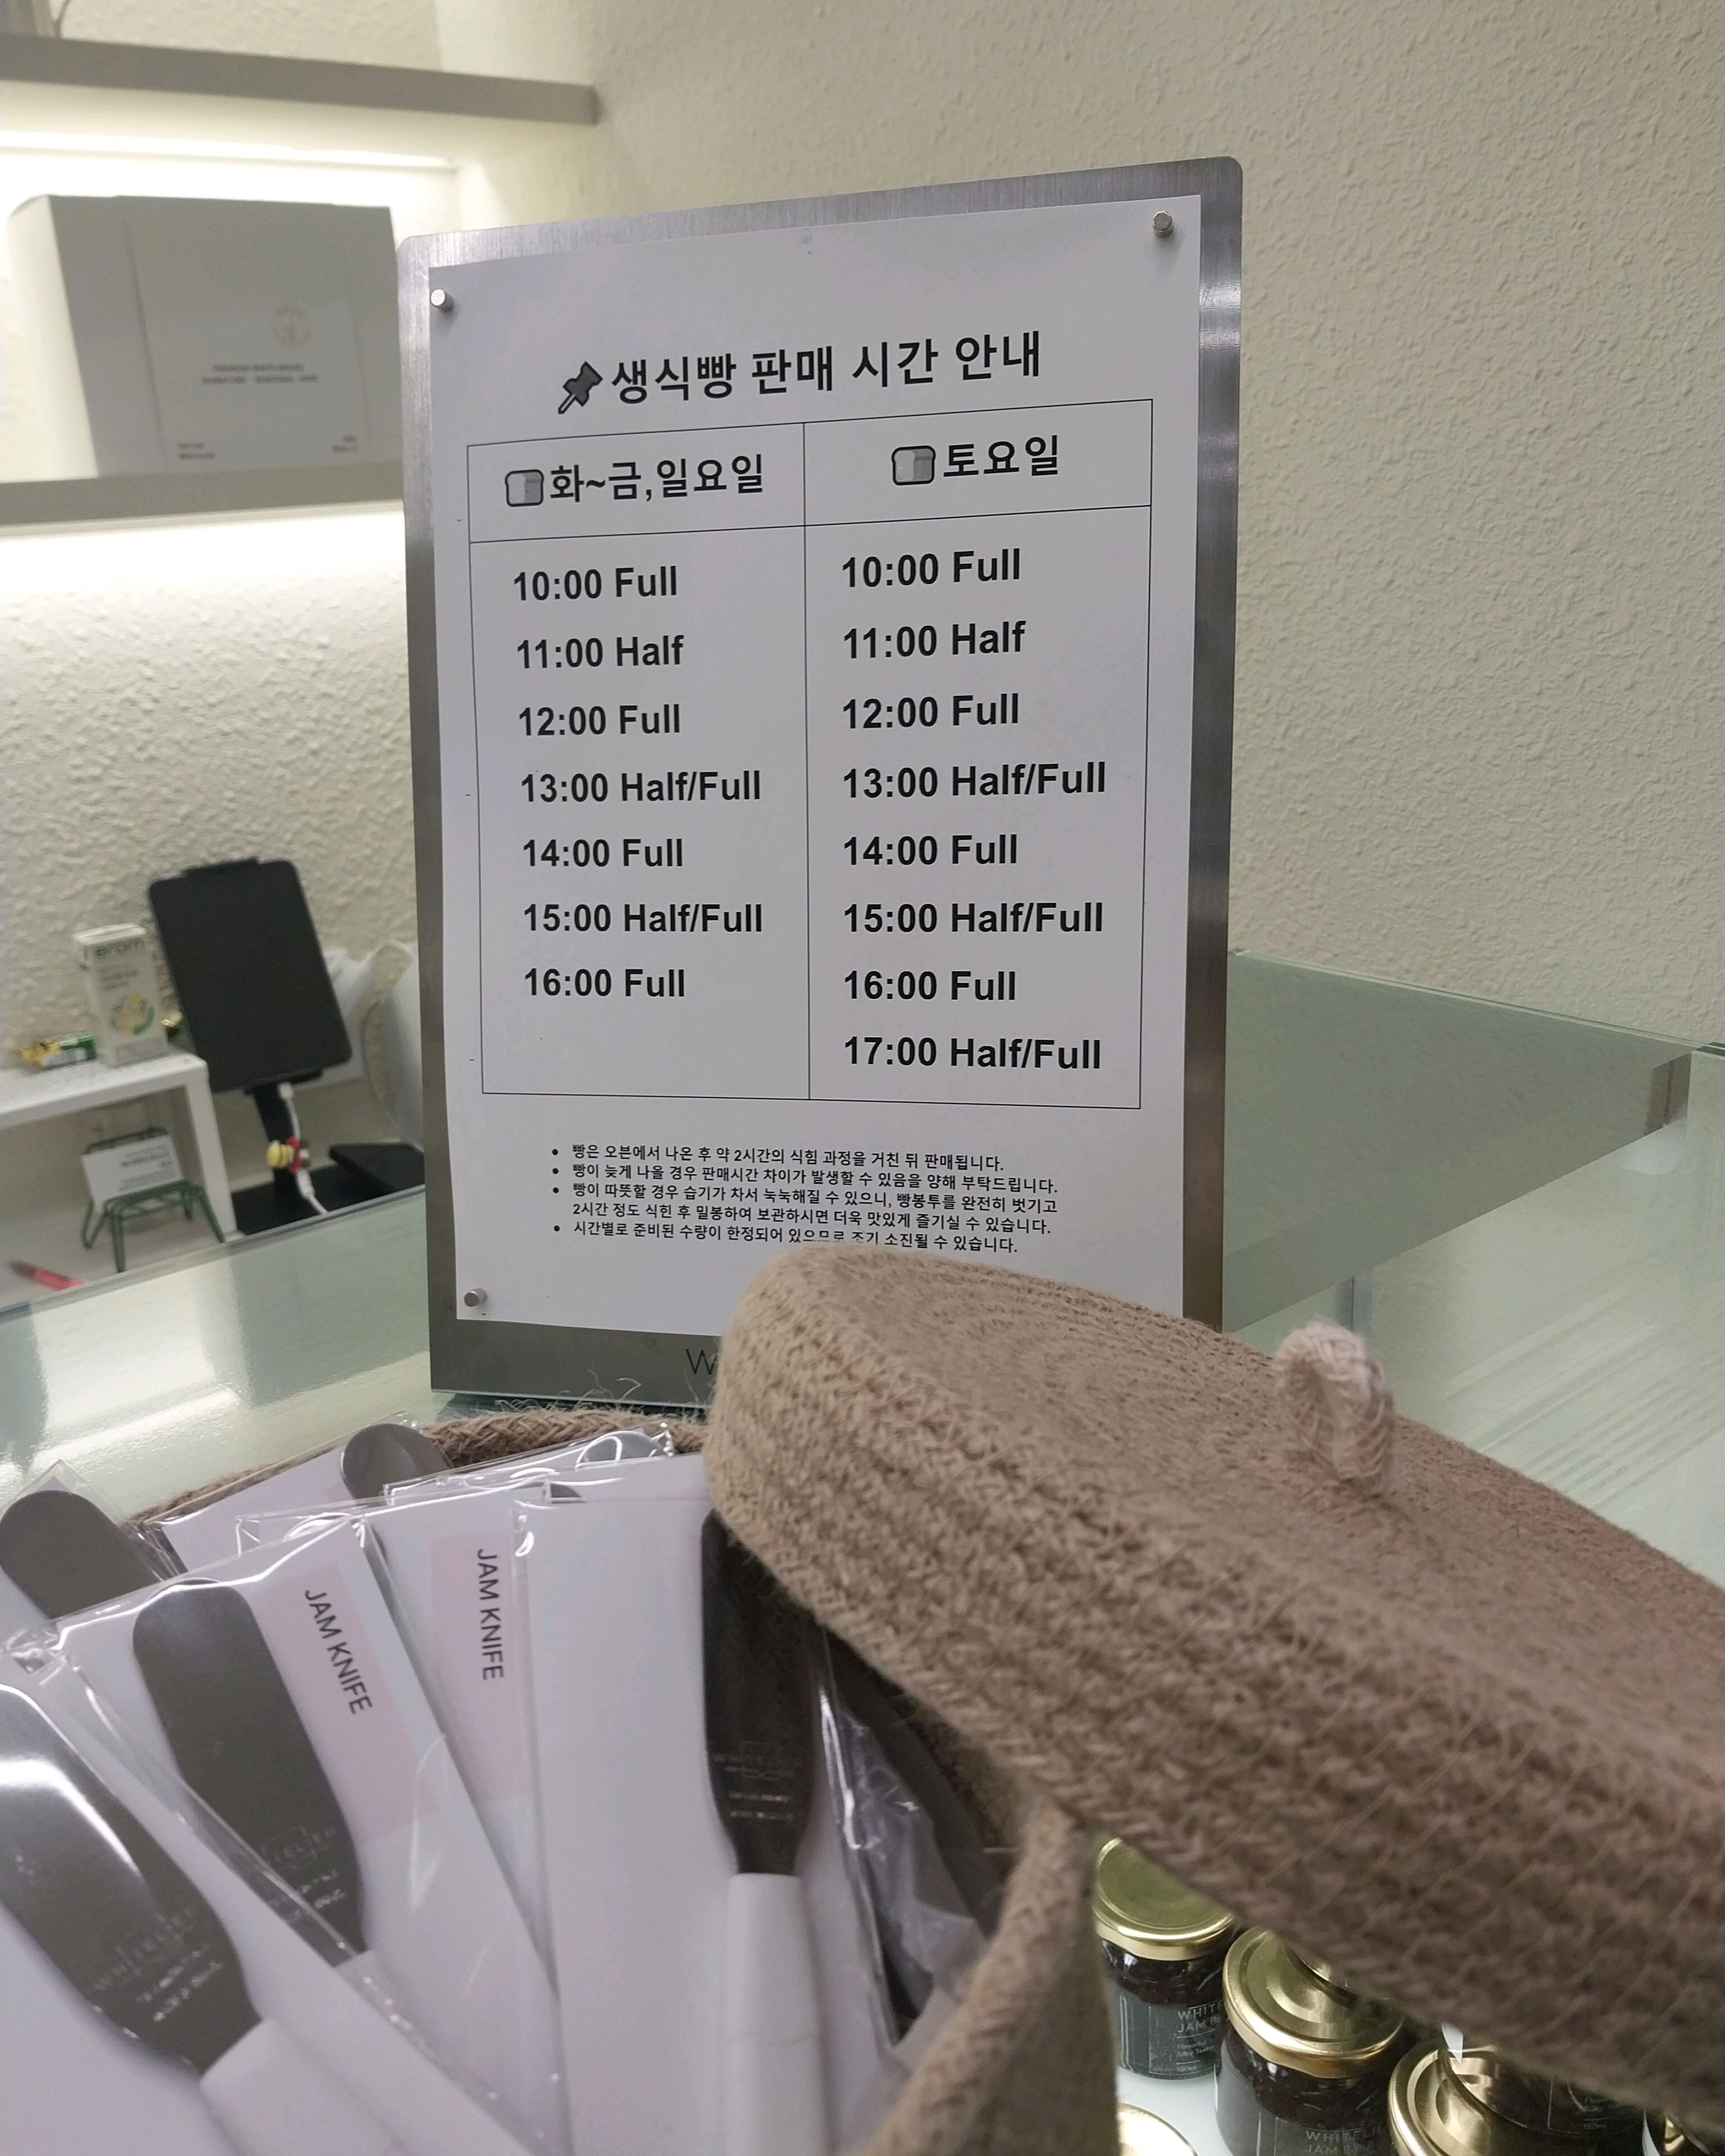 생식빵 판매 시간 안내
화~금,일요일
10:00 Full
11:00 Half
12:00 Full
13:00 Half/Full
14:00 Full
15:00 Half/Full
16:00 Full
토요일
10:00 Full
11:00 Half
12:00 Full
13:00 Half/Full
14:00 Full
15:00 Half/Full
16:00 Full
17:00 Half/Full
• 빵은 오븐에서 나온 후 약 2시간의 식힘 과정을 거친 뒤 판매됩니다.
• 빵이 늦게 나올 경우 판매시간 차이가 발생할 수 있음을 양해 부탁드립니다.
• 빵이 따뜻할 경우 습기가 차서 눅눅해질 수 있으니, 빵봉투를 완전히 벗기고
2시간 정도 식힌 후 밀봉하여 보관하시면 더욱 맛있게 즐기실 수 있습니다.
• 시간별로 준비된 수량이 한정되어 있으므로 조기 소진될 수 있습니다.
W
JAM KNIFE
JAM KNIFE
WHITE
JAM
WHITELI
JAM